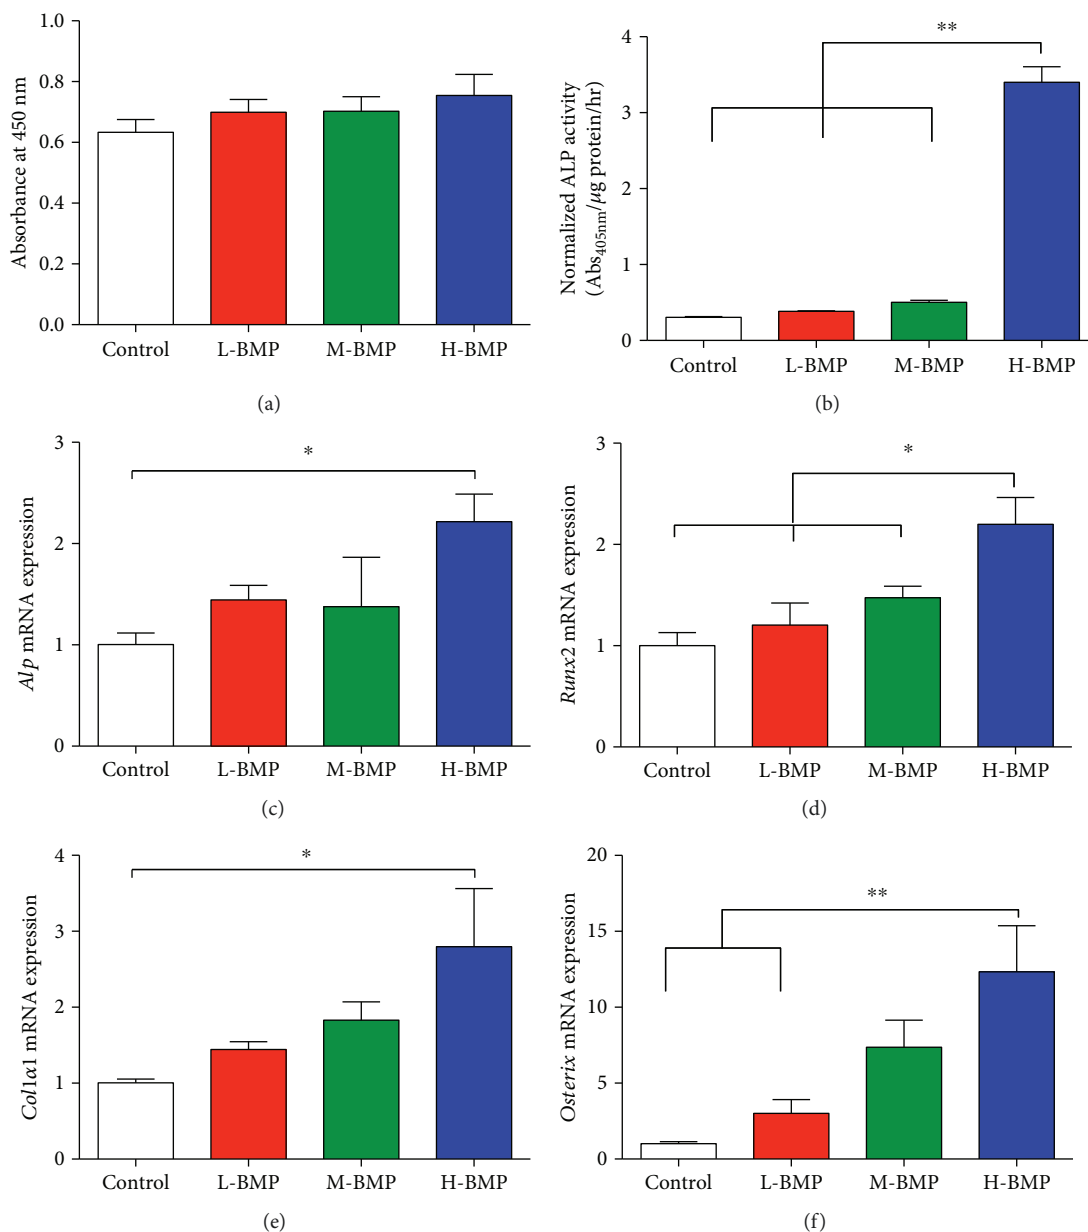 Absorbance at 450 nm
1.0
0.8
0.6
0.4
0.2
0.0
Control L-BMP M-BMP H-BMP
(a)
Normalized ALP activity
(Abs405nm/μg protein/hr)
4
3
2
1
0
**
Control L-BMP M-BMP H-BMP
(b)
Alp mRNA expression
3
2
1
0
*
Control L-BMP M-BMP H-BMP
(c)
Runx2 mRNA expression
3
2
1
0
*
Control L-BMP M-BMP H-BMP
(d)
Col1α1 mRNA expression
4
3
2
1
0
*
Control L-BMP M-BMP H-BMP
(e)
Osterix mRNA expression
20
15
10
5
0
**
Control L-BMP M-BMP H-BMP
(f)